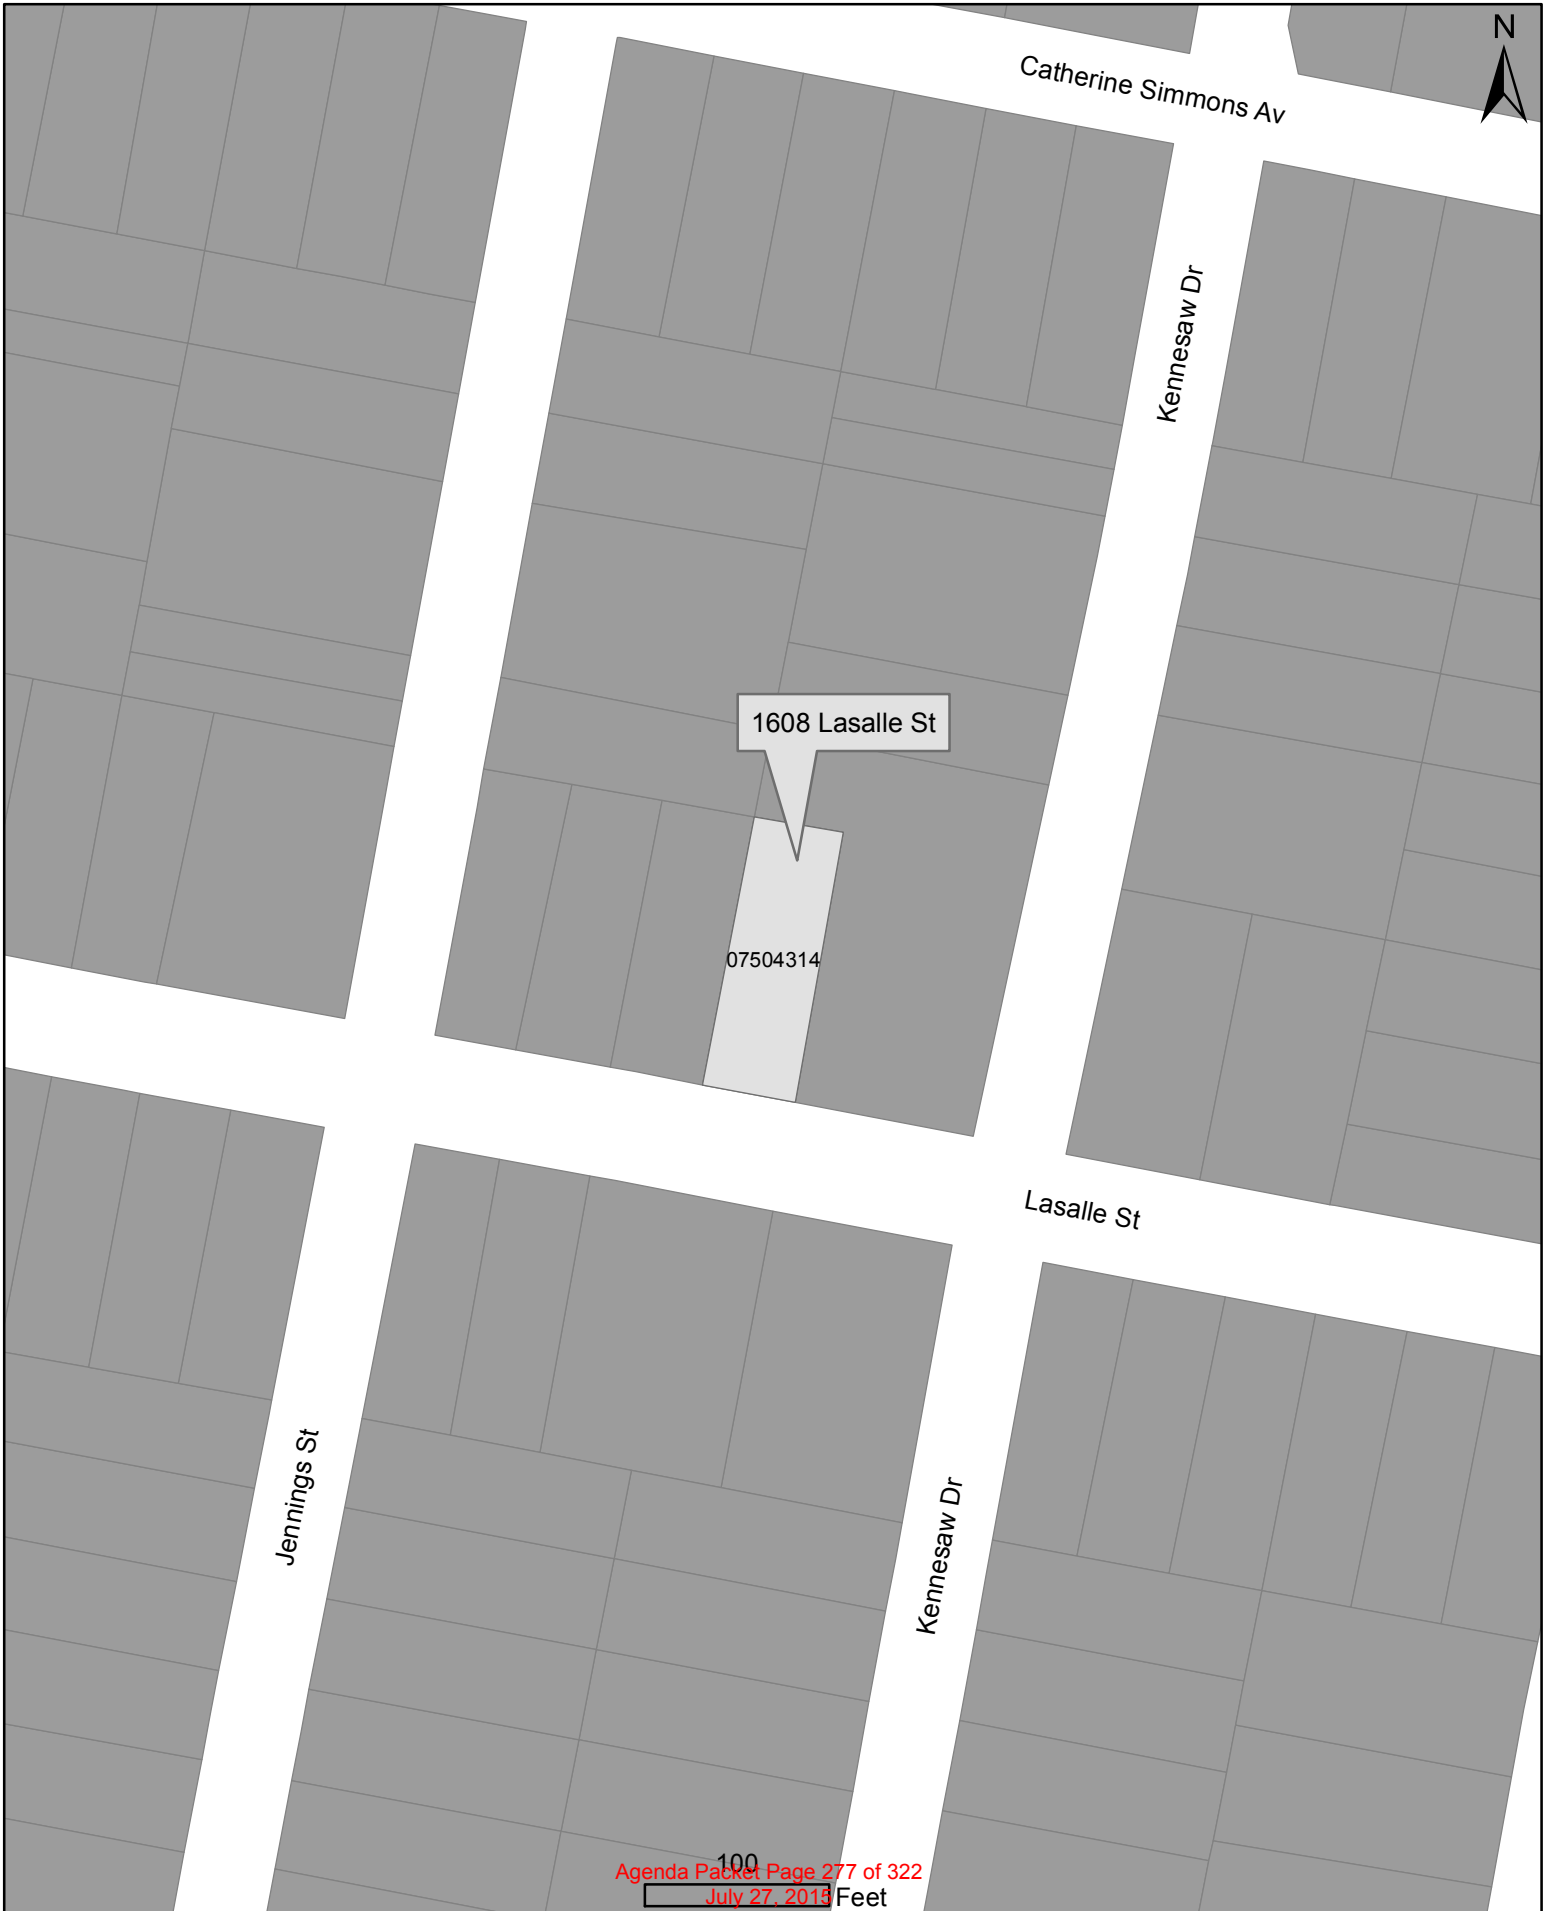 N
Catherine Simmons Av
Kennesaw Dr
1608 Lasalle St
07504314
Lasalle St
Jennings St
Kennesaw Dr
100
Agenda Packet Page 277 of 322
July 27, 2015
Feet